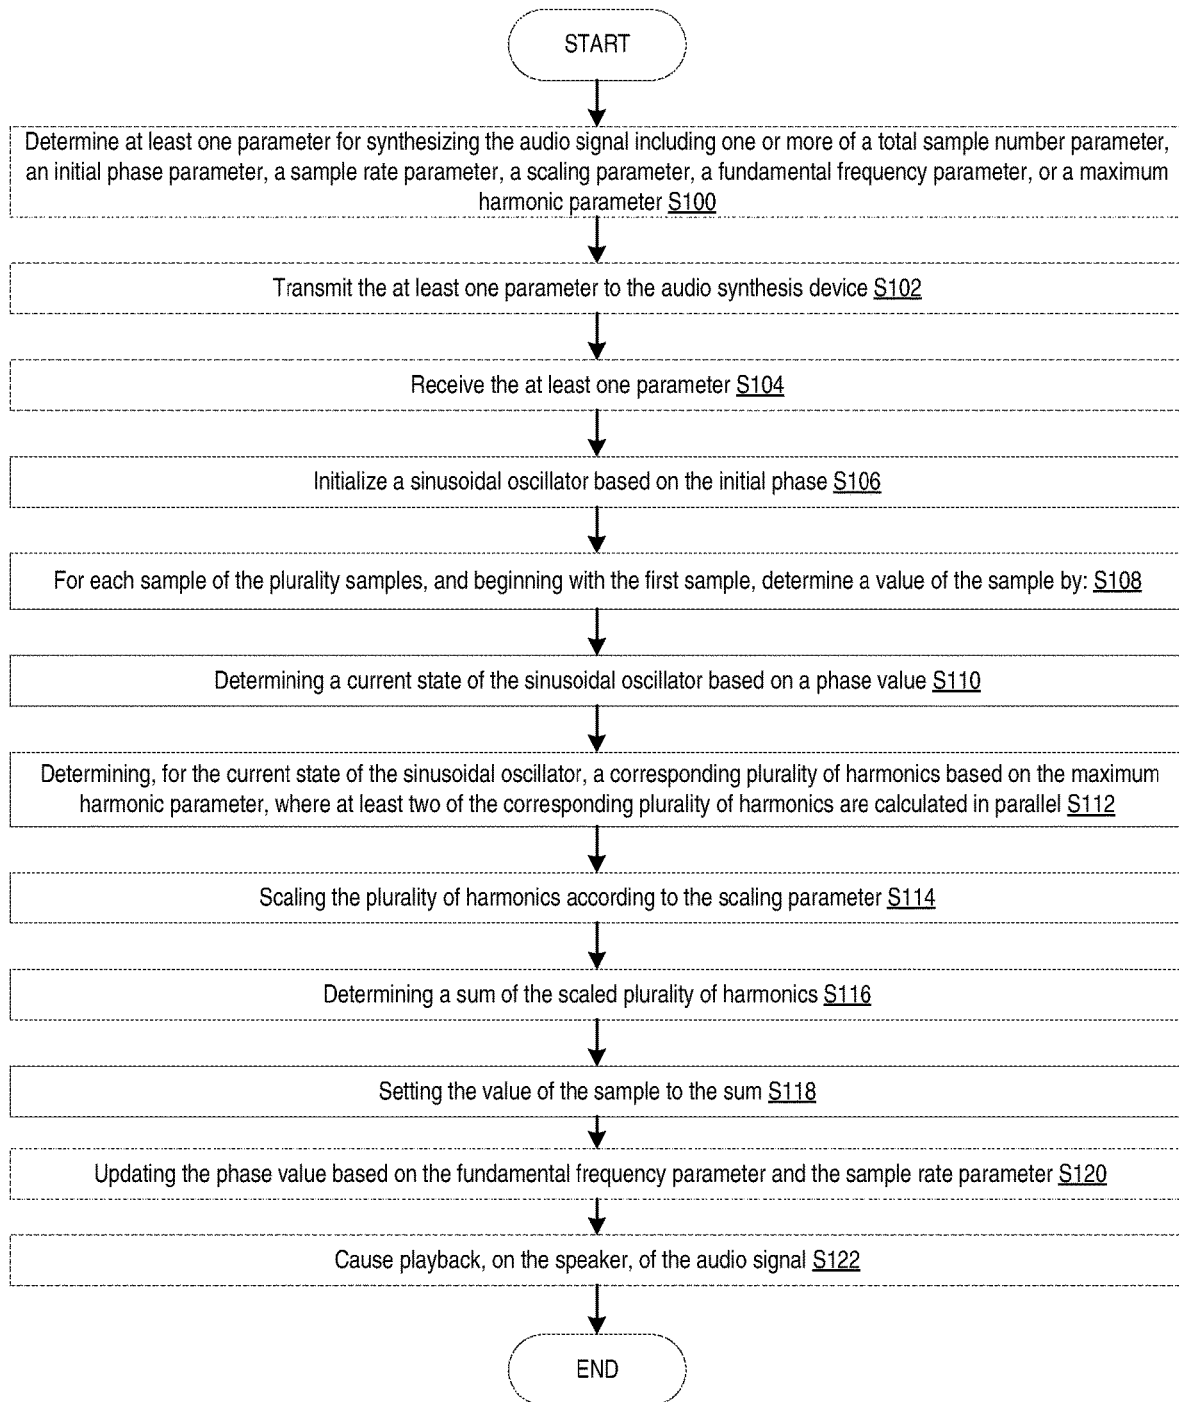 START
Determine at least one parameter for synthesizing the audio signal including one or more of a total sample number parameter,
an initial phase parameter, a sample rate parameter, a scaling parameter, a fundamental frequency parameter, or a maximum
harmonic parameter S100
Transmit the at least one parameter to the audio synthesis device S102
Receive the at least one parameter S104
Initialize a sinusoidal oscillator based on the initial phase S106
For each sample of the plurality samples, and beginning with the first sample, determine a value of the sample by: S108
Determining a current state of the sinusoidal oscillator based on a phase value S110
Determining, for the current state of the sinusoidal oscillator, a corresponding plurality of harmonics based on the maximum
harmonic parameter, where at least two of the corresponding plurality of harmonics are calculated in parallel S112
Scaling the plurality of harmonics according to the scaling parameter S114
Determining a sum of the scaled plurality of harmonics S116
Setting the value of the sample to the sum S118
Updating the phase value based on the fundamental frequency parameter and the sample rate parameter S120
Cause playback, on the speaker, of the audio signal S122
END